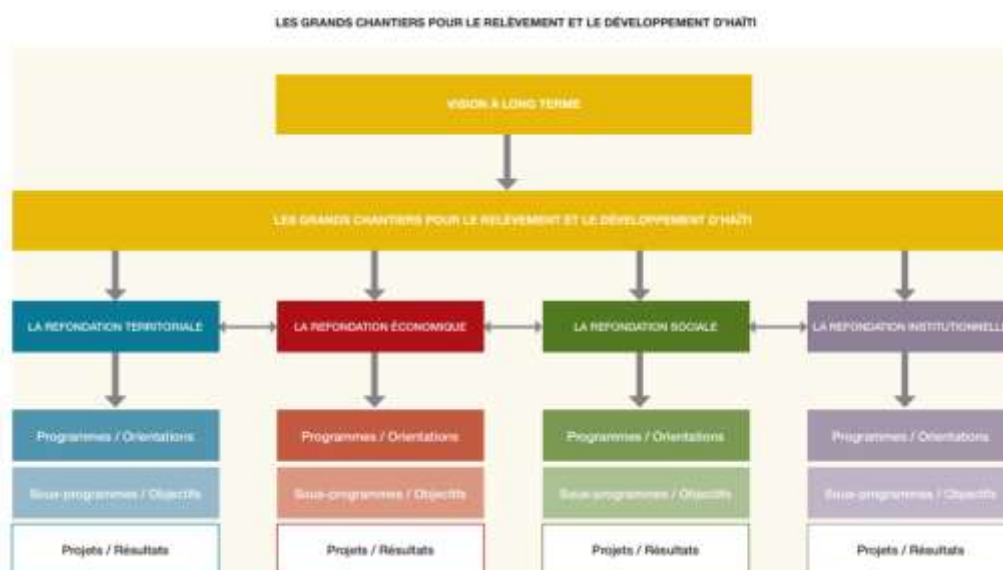 LES GRANDS CHANTIERS POUR LE RELÈVEMENT ET LE DÉVELOPPEMENT D'HAÏTI
VISION À LONG TERME
LES GRANDS CHANTIERS POUR LE RELÈVEMENT ET LE DÉVELOPPEMENT D'HAÏTI
LA REFONDATION TERRITORIALE
LA REFONDATION ÉCONOMIQUE
LA REFONDATION SOCIALE
LA REFONDATION INSTITUTIONNELLE
Programmes / Orientations
Programmes / Orientations
Programmes / Orientations
Programmes / Orientations
Sous-programmes / Objectifs
Sous-programmes / Objectifs
Sous-programmes / Objectifs
Sous-programmes / Objectifs
Projets / Résultats
Projets / Résultats
Projets / Résultats
Projets / Résultats